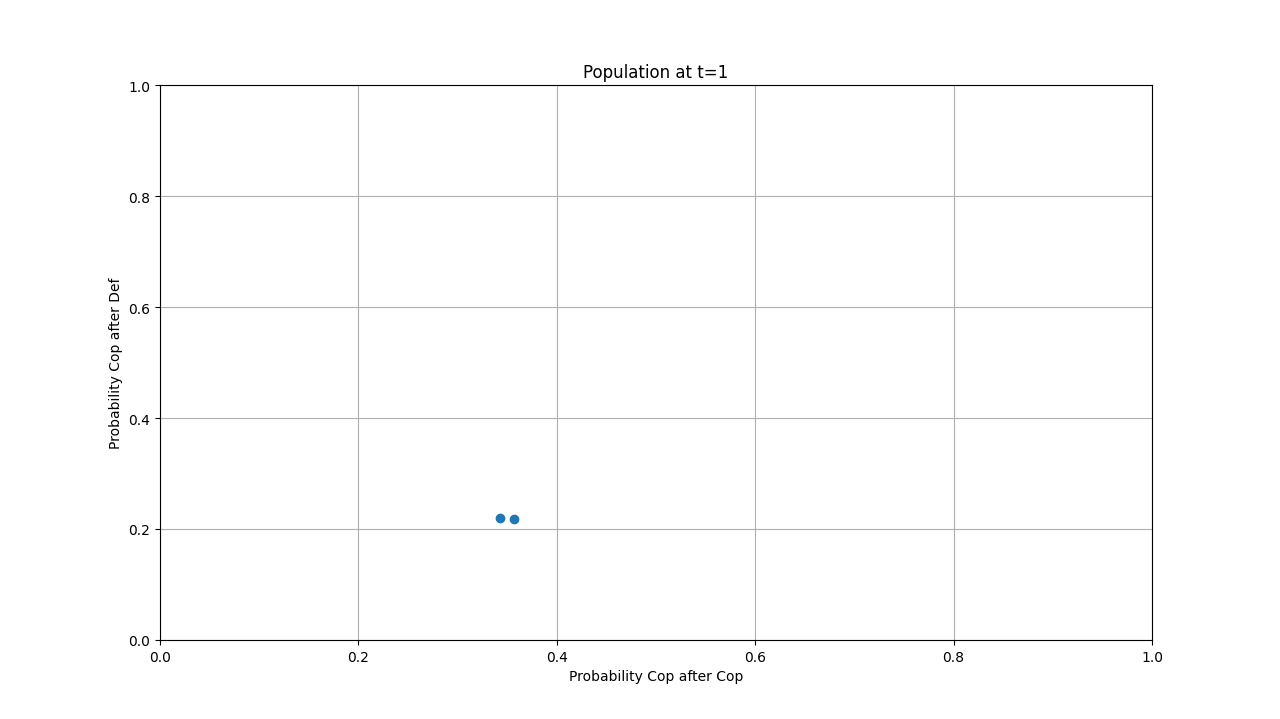 Population at t=1
1.0
0.8
0.6
0.4
0.2
0.0
Probability Cop after Def
0.0 0.2 0.4 0.6 0.8 1.0
Probability Cop after Cop